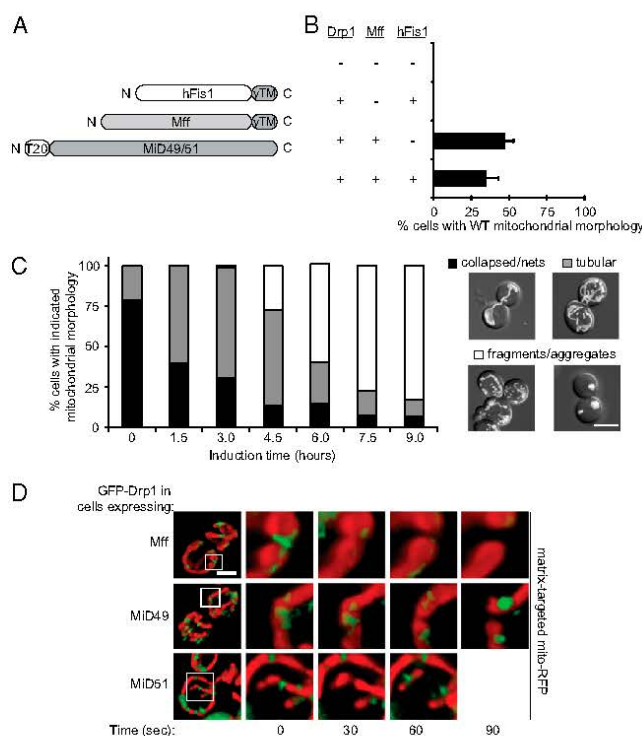 A
N hFis1 yTM C
N Mff yTM C
N T20 MiD49/51 C
B
Drp1 Mff hFis1
- - -
+ - +
+ + -
+ + +
0 25 50 75 100
% cells with WT mitochondrial morphology
C
% cells with indicated
mitochondrial morphology
100
75
50
25
0
0 1.5 3.0 4.5 6.0 7.5 9.0
Induction time (hours)
collapsed/nets tubular
fragments/aggregates
D
GFP-Drp1 in
cells expressing:
Mff
MiD49
MiD51
Time (sec): 0 30 60 90
matrix-targeted mito-RFP